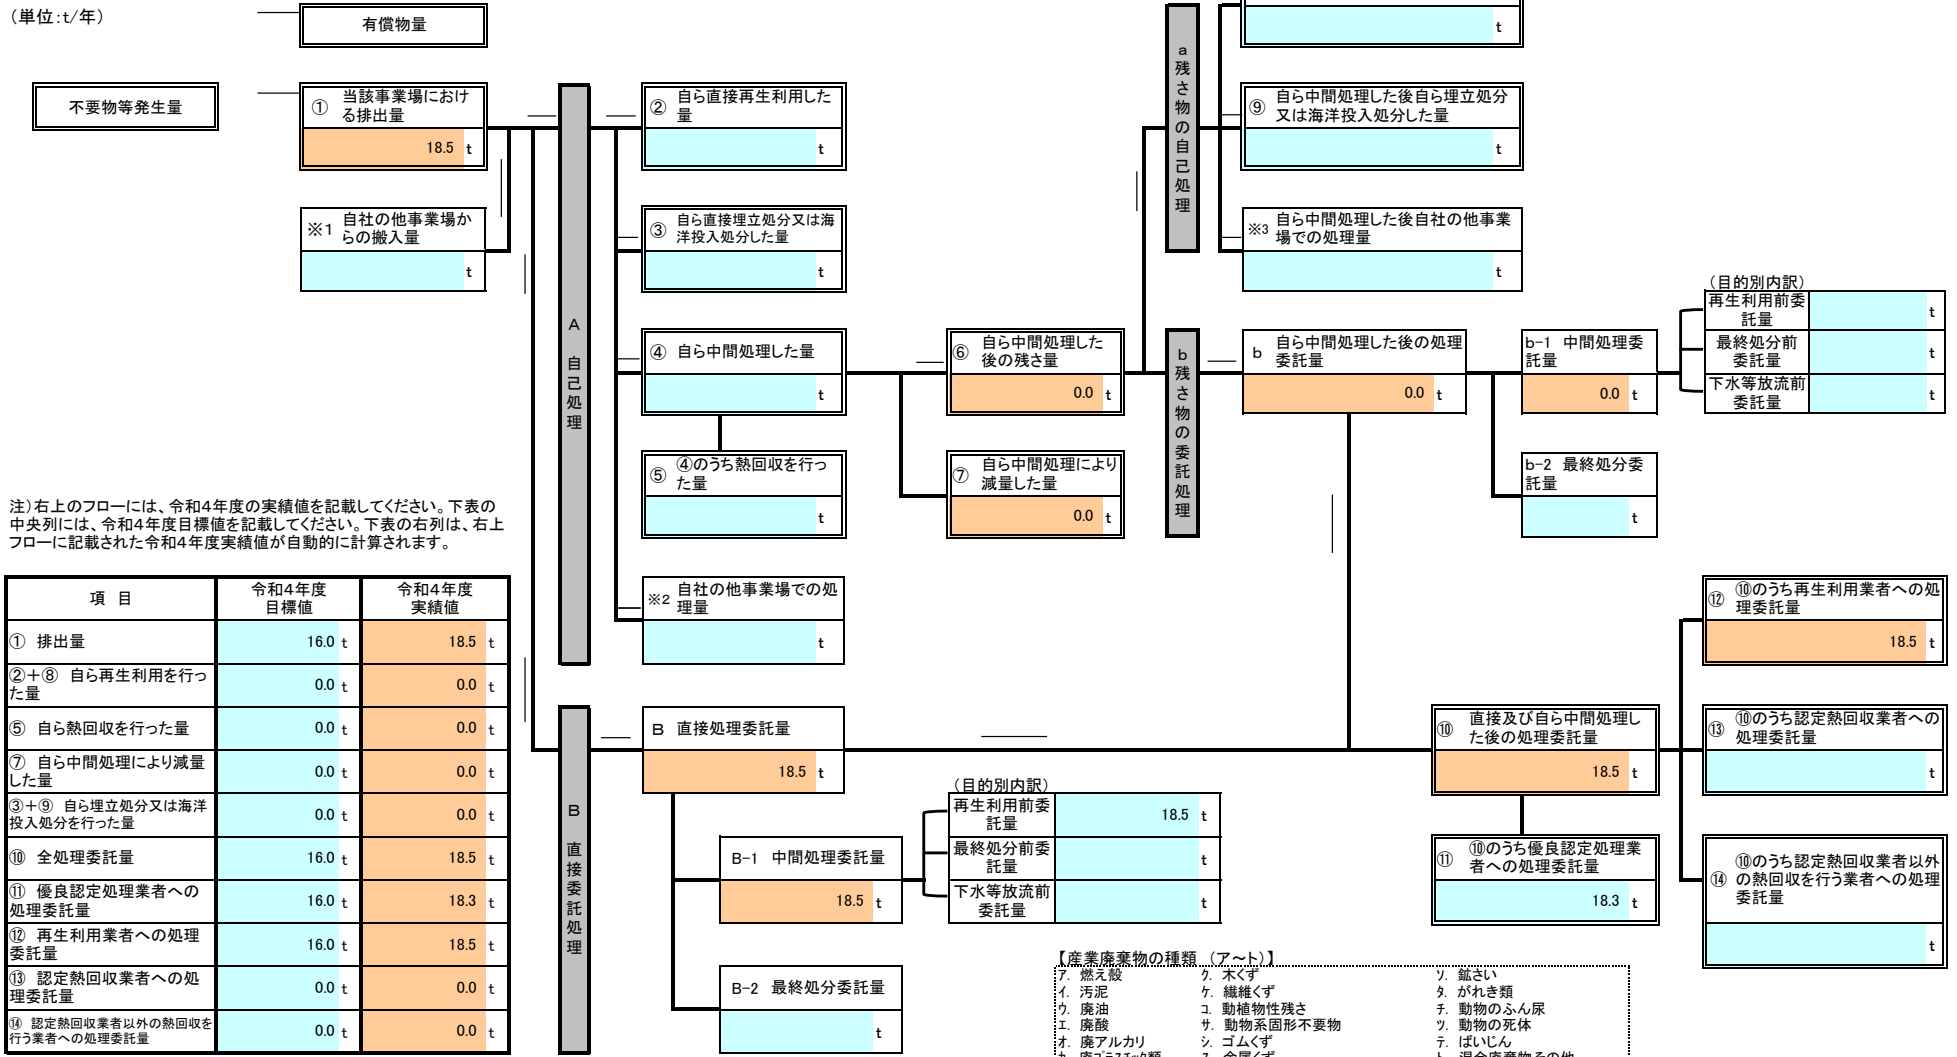 (単位:t/年)
有償物量
t
不要物等発生量
① 当該事業場におけ
る排出量
18.5 t
※1 自社の他事業場か
らの搬入量
t
A 自己処理
② 自ら直接再生利用した
量
t
③ 自ら直接埋立処分又は海
洋投入処分した量
t
④ 自ら中間処理した量
t
⑤ ④のうち熱回収を行っ
た量
t
※2 自社の他事業場での処
理量
t
⑥ 自ら中間処理した
後の残さ量
0.0 t
⑦ 自ら中間処理により
減量した量
0.0 t
a 残さ物の自己処理
⑨ 自ら中間処理した後自ら埋立処分
又は海洋投入処分した量
t
※3 自ら中間処理した後自社の他事業
場での処理量
t
b 残さ物の委託処理
b 自ら中間処理した後の処理
委託量
0.0 t
b-1 中間処理委
託量
0.0 t
b-2 最終処分委
託量
t
(目的別内訳)
再生利用前委
託量
t
最終処分前
委託量
t
下水等放流前
委託量
t
注)右上のフローには、令和4年度の実績値を記載してください。下表の
中央列には、令和4年度目標値を記載してください。下表の右列は、右上
フローに記載された令和4年度実績値が自動的に計算されます。
項 目 令和4年度
目標値 令和4年度
実績値
① 排出量 16.0 t 18.5 t
②+⑧ 自ら再生利用を行っ
た量 0.0 t 0.0 t
⑤ 自ら熱回収を行った量 0.0 t 0.0 t
⑦ 自ら中間処理により減量
した量 0.0 t 0.0 t
③+⑨ 自ら埋立処分又は海洋
投入処分を行った量 0.0 t 0.0 t
⑩ 全処理委託量 16.0 t 18.5 t
⑪ 優良認定処理業者への
処理委託量 16.0 t 18.3 t
⑫ 再生利用業者への処理
委託量 16.0 t 18.5 t
⑬ 認定熱回収業者への処
理委託量 0.0 t 0.0 t
⑭ 認定熱回収業者以外の熱回収を
行う業者への処理委託量 0.0 t 0.0 t
B 直接委託処理
B 直接処理委託量
18.5 t
B-1 中間処理委託量
18.5 t
B-2 最終処分委託量
t
(目的別内訳)
再生利用前委
託量
18.5 t
最終処分前委
託量
t
下水等放流前
委託量
t
⑩ 直接及び自ら中間処理し
た後の処理委託量
18.5 t
⑪ ⑩のうち優良認定処理業
者への処理委託量
18.3 t
⑫ ⑩のうち再生利用業者への処
理委託量
18.5 t
⑬ ⑩のうち認定熱回収業者への
処理委託量
t
⑭ ⑩のうち認定熱回収業者以外
の熱回収を行う業者への処理
委託量
t
【産業廃棄物の種類 (ア~ト)】
ア. 燃え殻 ク. 木くず ソ. 鉱さい
イ. 汚泥 ケ. 繊維くず タ. がれき類
ウ. 廃油 コ. 動植物性残さ チ. 動物のふん尿
エ. 廃酸 サ. 動物系固形不要物 ツ. 動物の死体
オ. 廃アルカリ シ. ゴムくず テ. ばいじん
カ. 廃プラスチック類 ス. 金属くず ト. 混合廃棄物その他